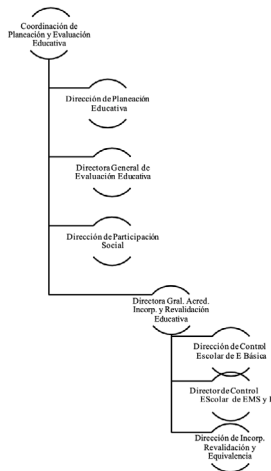 Coordinación de
Planeación y Evaluación
Educativa
Dirección de Planeación
Educativa
Directora General de
Evaluación Educativa
Dirección de Participación
Social
Directora Gral. Acred.
Incorp. y Revalidación
Educativa
Dirección de Control
Escolar de E Básica
Director de Control
EScolar de EMS y
Dirección de Incorp.
Revalidación y
Equivalencia